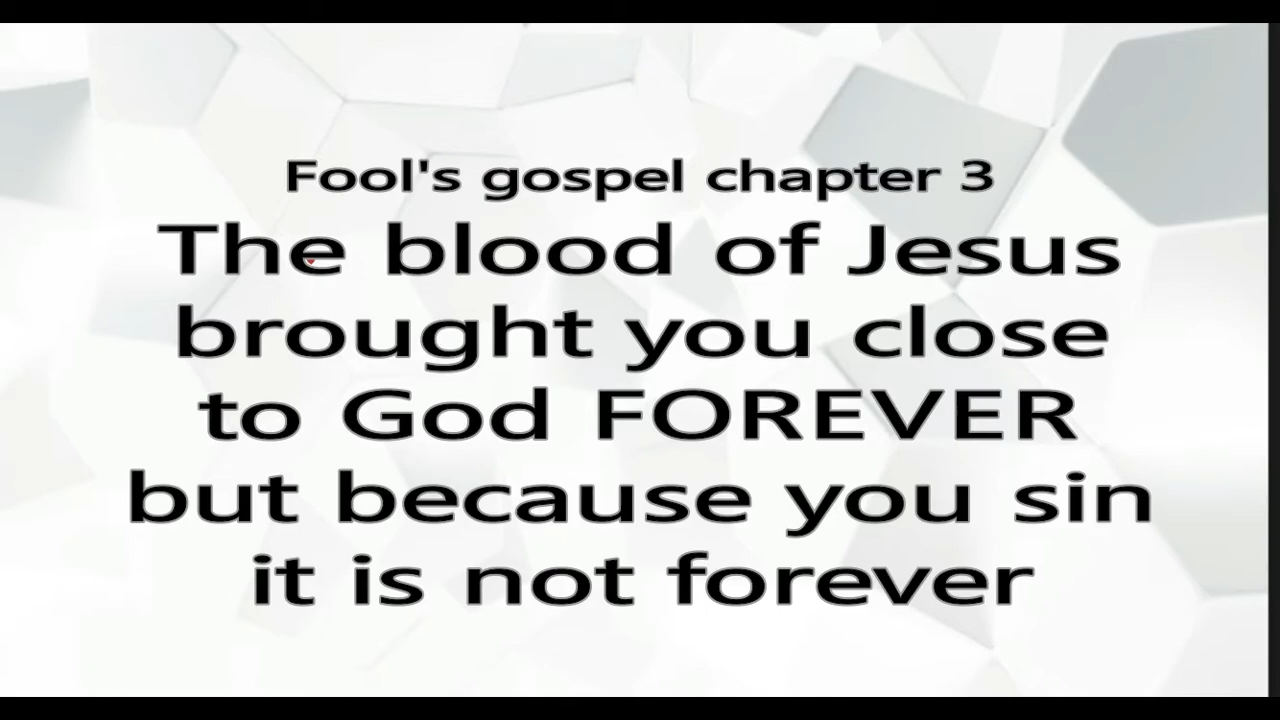 Fool's gospel chapter 3
The blood of Jesus
brought you close
to God FOREVER
but because you sin
it is not forever